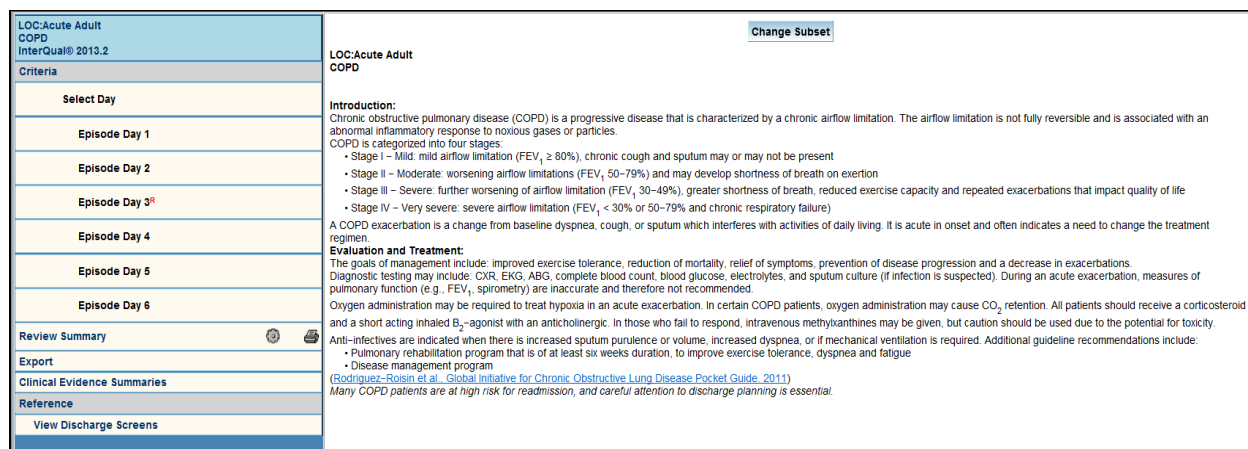 LOC:Acute Adult
COPD
InterQual® 2013.2
Criteria
Select Day
Episode Day 1
Episode Day 2
Episode Day 3R
Episode Day 4
Episode Day 5
Episode Day 6
Review Summary
Export
Clinical Evidence Summaries
Reference
View Discharge Screens
Change Subset
LOC:Acute Adult
COPD
Introduction:
Chronic obstructive pulmonary disease (COPD) is a progressive disease that is characterized by a chronic airflow limitation. The airflow limitation is not fully reversible and is associated with an
abnormal inflammatory response to noxious gases or particles.
COPD is categorized into four stages:
• Stage I − Mild: mild airflow limitation (FEV1 ≥ 80%), chronic cough and sputum may or may not be present
• Stage II − Moderate: worsening airflow limitations (FEV1 50−79%) and may develop shortness of breath on exertion
• Stage III − Severe: further worsening of airflow limitation (FEV1 30−49%), greater shortness of breath, reduced exercise capacity and repeated exacerbations that impact quality of life
• Stage IV − Very severe: severe airflow limitation (FEV1 < 30% or 50−79% and chronic respiratory failure)
A COPD exacerbation is a change from baseline dyspnea, cough, or sputum which interferes with activities of daily living. It is acute in onset and often indicates a need to change the treatment
regimen.
Evaluation and Treatment:
The goals of management include: improved exercise tolerance, reduction of mortality, relief of symptoms, prevention of disease progression and a decrease in exacerbations.
Diagnostic testing may include: CXR, EKG, ABG, complete blood count, blood glucose, electrolytes, and sputum culture (if infection is suspected). During an acute exacerbation, measures of
pulmonary function (e.g., FEV1, spirometry) are inaccurate and therefore not recommended.
Oxygen administration may be required to treat hypoxia in an acute exacerbation. In certain COPD patients, oxygen administration may cause CO2 retention. All patients should receive a corticosteroid
and a short acting inhaled B2−agonist with an anticholinergic. In those who fail to respond, intravenous methylxanthines may be given, but caution should be used due to the potential for toxicity.
Anti−infectives are indicated when there is increased sputum purulence or volume, increased dyspnea, or if mechanical ventilation is required. Additional guideline recommendations include:
• Pulmonary rehabilitation program that is of at least six weeks duration, to improve exercise tolerance, dyspnea and fatigue
• Disease management program
(Rodriguez−Roisin et al., Global Initiative for Chronic Obstructive Lung Disease Pocket Guide, 2011)
Many COPD patients are at high risk for readmission, and careful attention to discharge planning is essential.